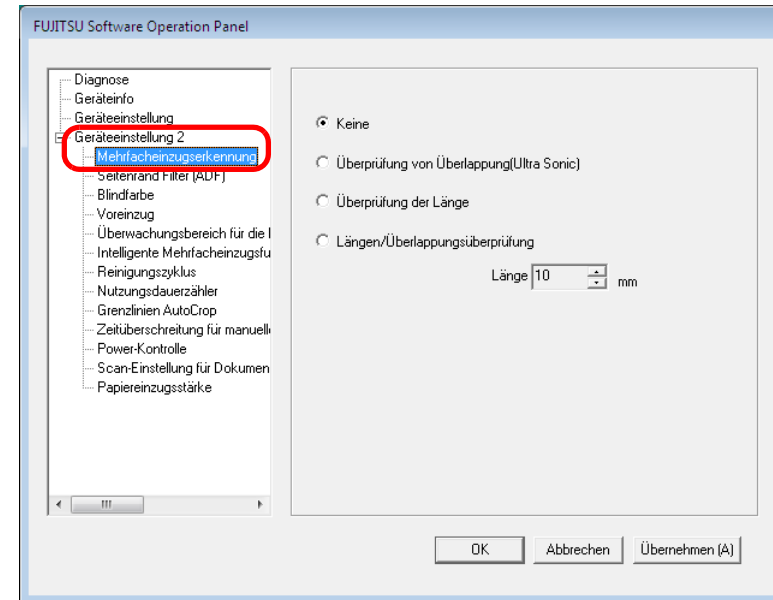 FUJITSU Software Operation Panel
Diagnose
Geräteinfo
Geräteeinstellung
Geräteeinstellung 2
Mehrfacheinzugserkennung
Seitenrand Filter (ADF)
Blindfarbe
Voreinzug
Überwachungsbereich für die
Intelligente Mehrfacheinzugsfu
Reinigungszyklus
Nutzungsdauerzähler
Grenzlinien AutoCrop
Zeitüberschreitung für manuell
Power-Kontrolle
Scan-Einstellung für Dokumen
Papiereinzugsstärke
Keine
Überprüfung von Überlappung(Ultra Sonic)
Überprüfung der Länge
Längen/Überlappungsüberprüfung
Länge 10 mm
OK Abbrechen Übernehmen (A)